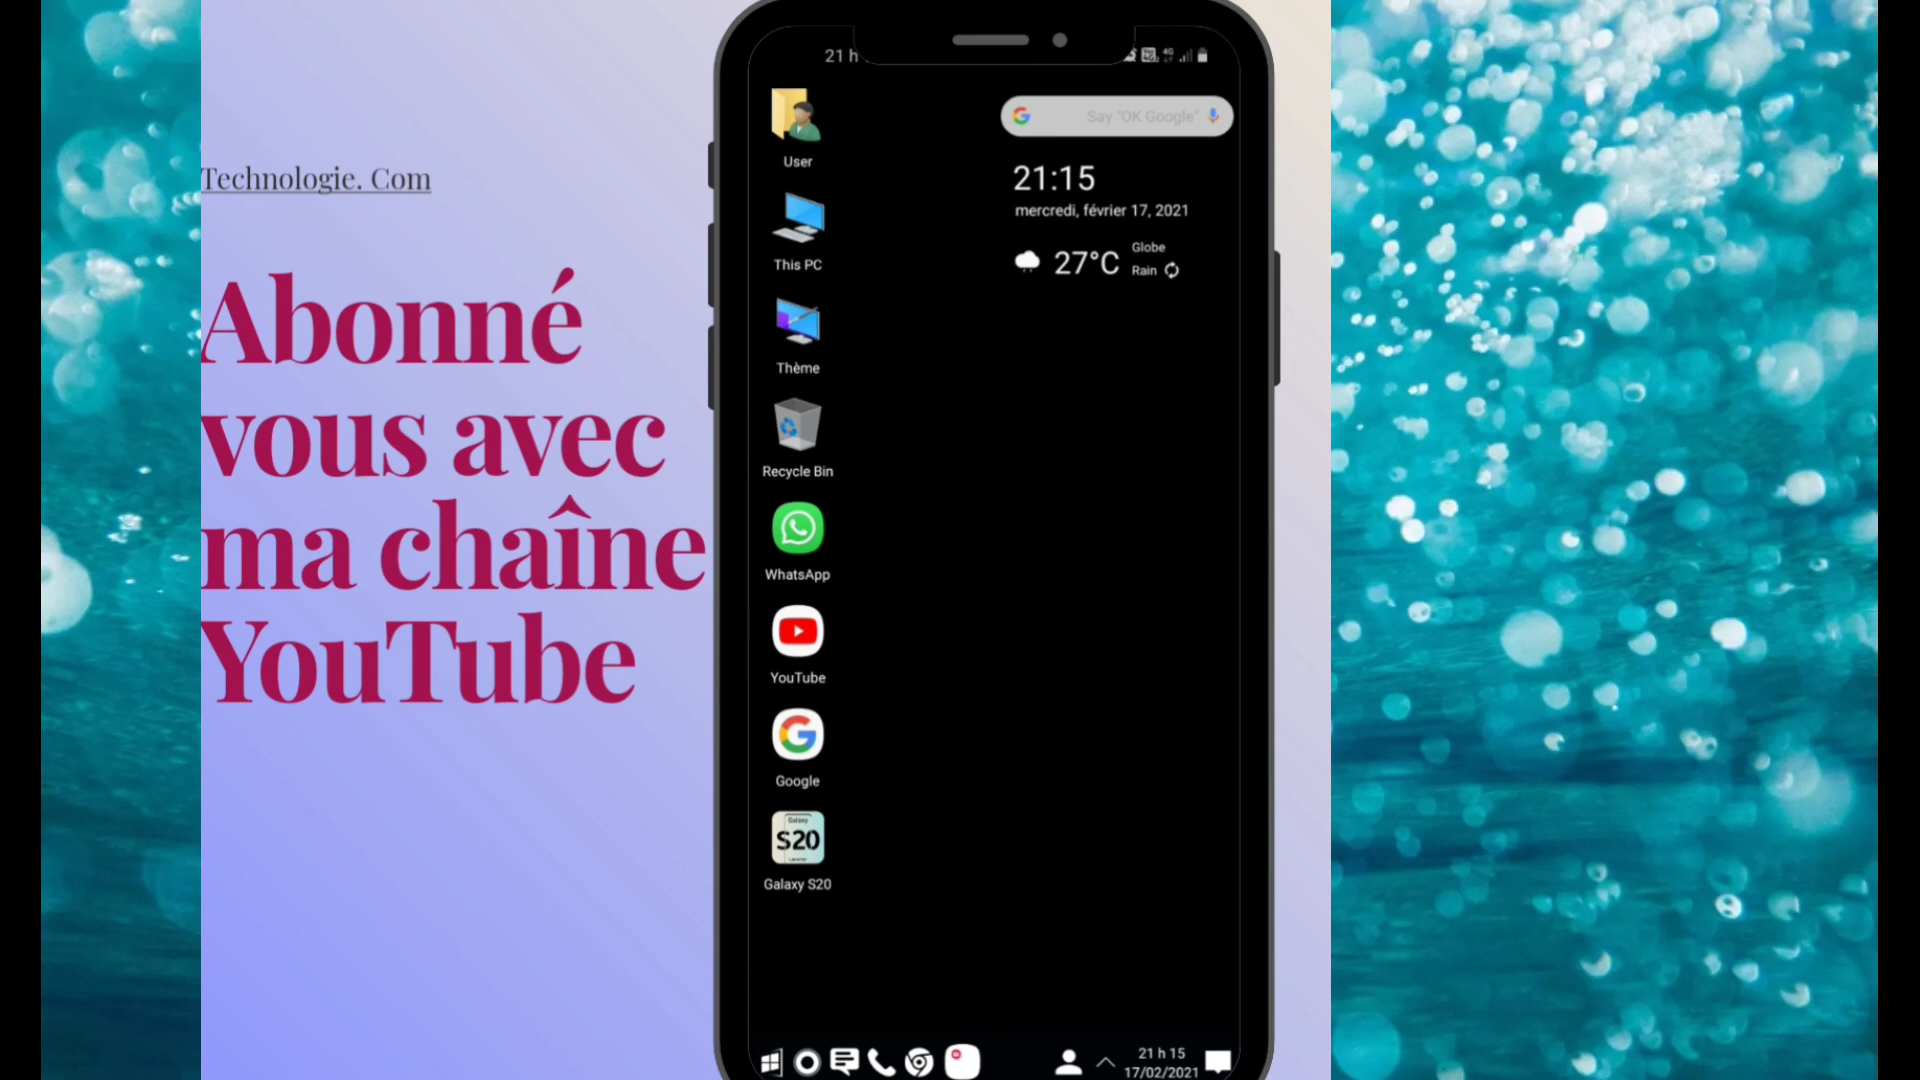 Technologie. Com
Abonné
vous avec
ma chaîne
YouTube
21 h
4G
Say "OK Google"
User
21:15
mercredi, février 17, 2021
This PC
27°C
Globe
Rain
Thème
Recycle Bin
WhatsApp
YouTube
Google
Galaxy
S20
Galaxy S20
21 h 15
17/02/2021